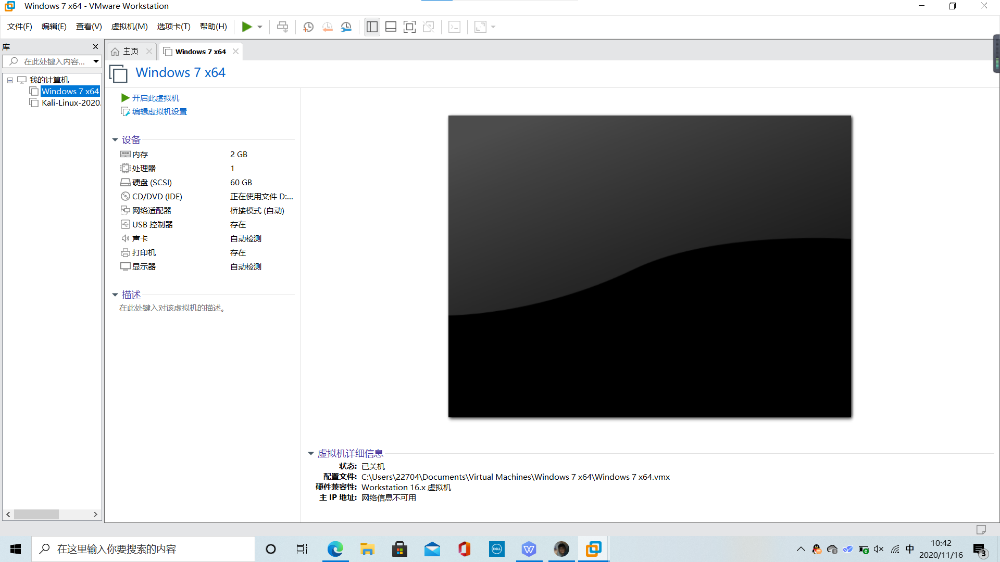 Windows 7 x64 - VMware Workstation
文件(F) 编辑(E) 查看(V) 虚拟机(M) 选项卡(T) 帮助(H)
库
在此处键入内容...
我的计算机
Windows 7 x64
Kali-Linux-2020.
主页 Windows 7 x64
Windows 7 x64
开启此虚拟机
编辑虚拟机设置
设备
内存 2 GB
处理器 1
硬盘 (SCSI) 60 GB
CD/DVD (IDE) 正在使用文件 D:...
网络适配器 桥接模式 (自动)
USB 控制器 存在
声卡 自动检测
打印机 存在
显示器 自动检测
描述
在此处键入对该虚拟机的描述。
虚拟机详细信息
状态: 已关机
配置文件: C:\Users\22704\Documents\Virtual Machines\Windows 7 x64\Windows 7 x64.vmx
硬件兼容性: Workstation 16.x 虚拟机
主 IP 地址: 网络信息不可用
在这里输入你要搜索的内容
DELL
W
中
10:42
2020/11/16
3